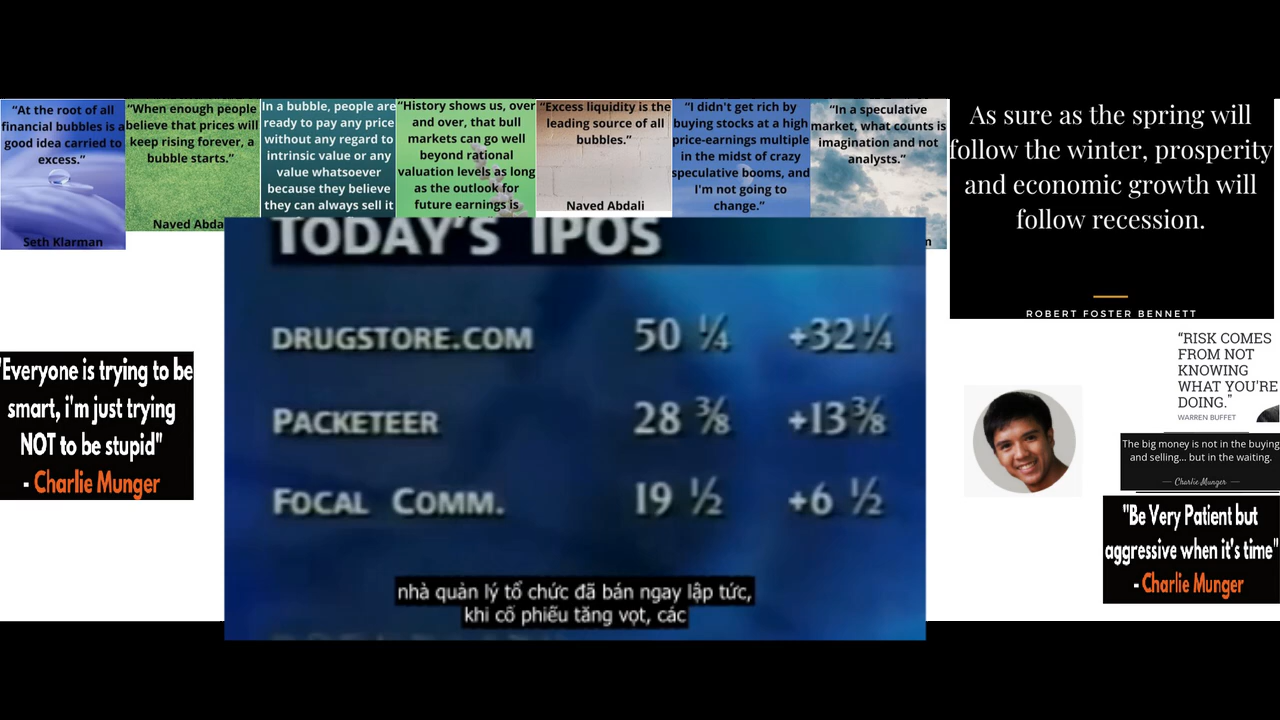 “At the root of all
financial bubbles is a
good idea carried to
excess.”
Seth Klarman
“When enough people
believe that prices will
keep rising forever, a
bubble starts.”
Naved Abda
In a bubble, people are
ready to pay any price
without any regard to
intrinsic value or any
value whatsoever
because they believe
they can always sell it
“History shows us, over
and over, that bull
markets can go well
beyond rational
valuation levels as long
as the outlook for
future earnings is
“Excess liquidity is the
leading source of all
bubbles.”
Naved Abdali
“I didn't get rich by
buying stocks at a high
price-earnings multiple
in the midst of crazy
speculative booms, and
I'm not going to
change.”
“In a speculative
market, what counts is
imagination and not
analysts.”
As sure as the spring will
follow the winter, prosperity
and economic growth will
follow recession.
ROBERT FOSTER BENNETT
"Everyone is trying to be
smart, i'm just trying
NOT to be stupid"
- Charlie Munger
TODAY'S IPOS
DRUGSTORE.COM 50 ¼ +32¼
PACKETEER 28 ⅜ +13⅜
FOCAL COMM. 19 ½ +6 ½
nhà quản lý tổ chức đã bán ngay lập tức,
khi cổ phiếu tăng vọt, các
“RISK COMES
FROM NOT
KNOWING
WHAT YOU'RE
DOING.”
WARREN BUFFET
The big money is not in the buying
and selling... but in the waiting.
— Charlie Munger —
"Be Very Patient but
aggressive when it's time"
- Charlie Munger